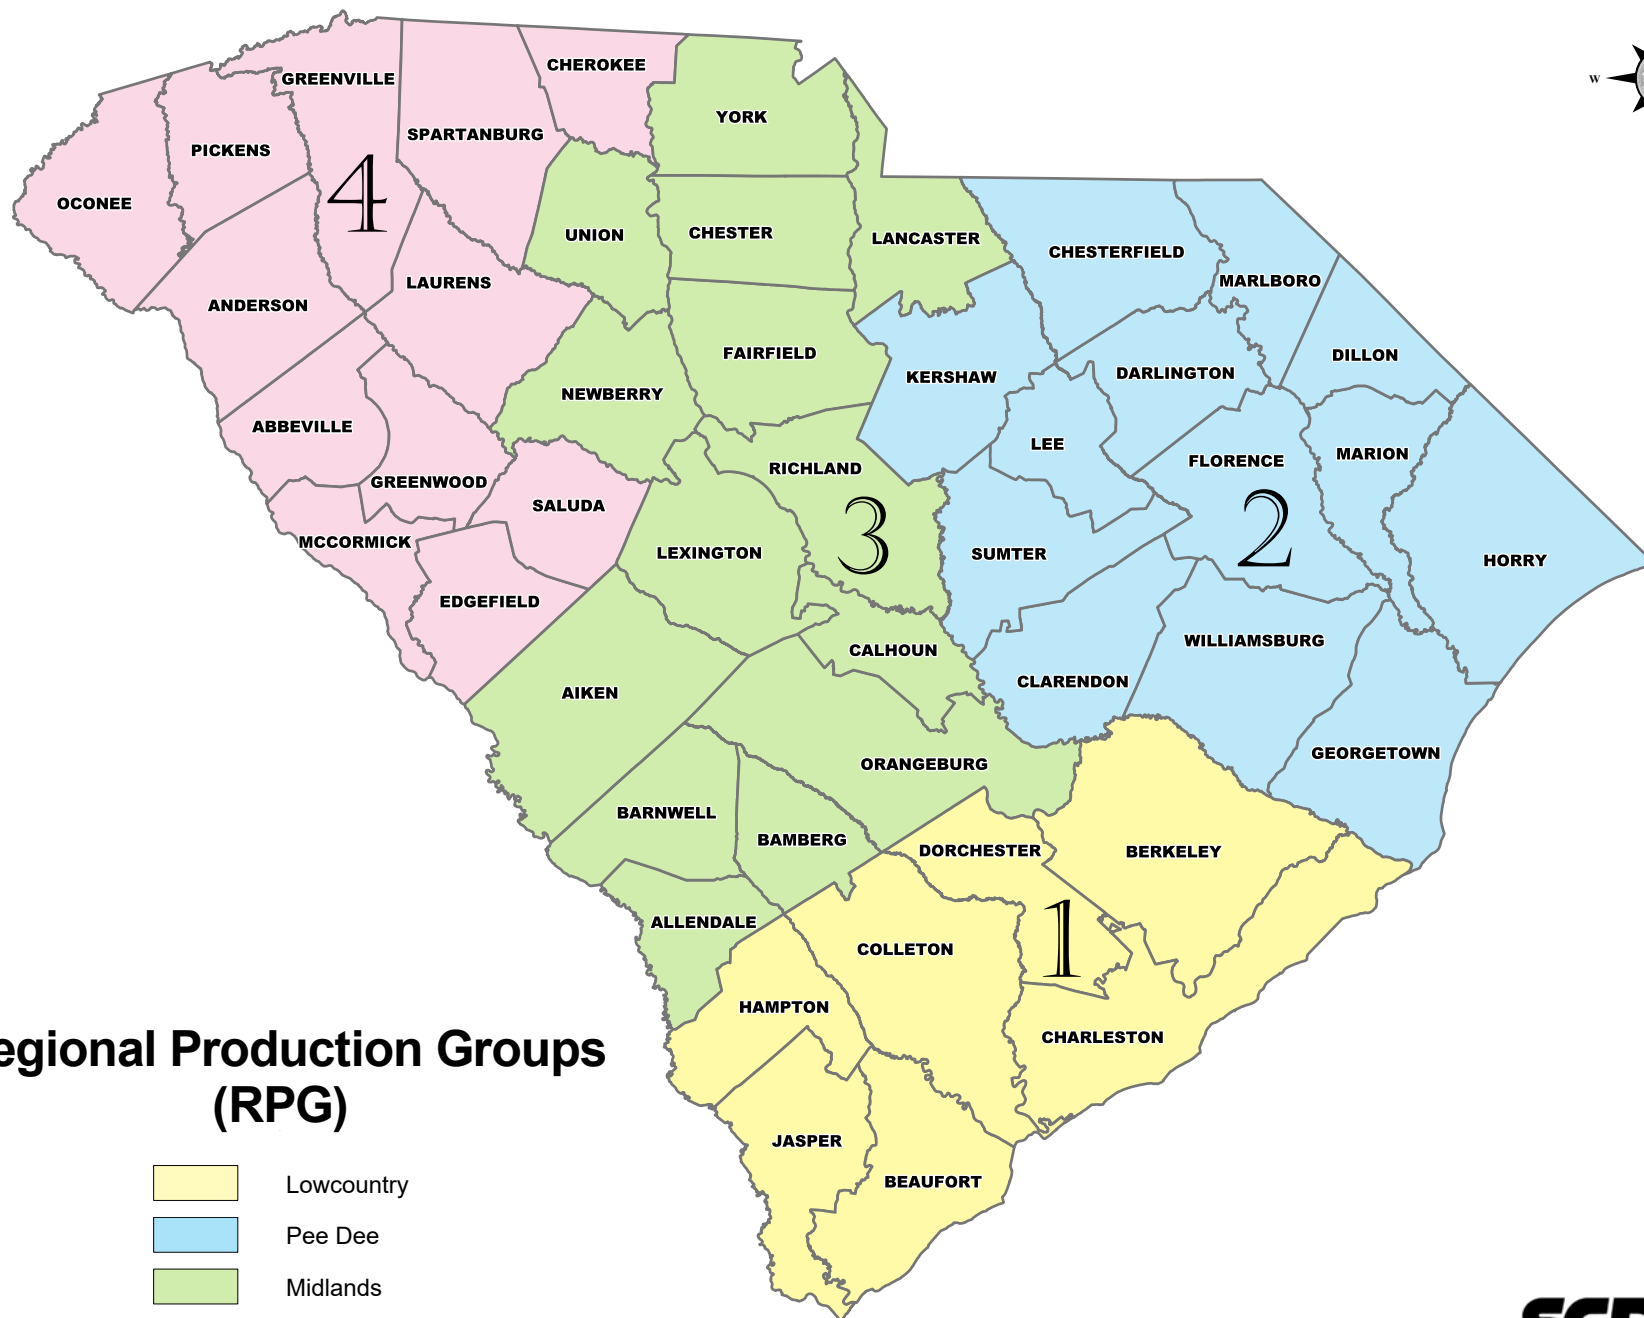 GREENVILLE
CHEROKEE
W
YORK
SPARTANBURG
PICKENS
OCONEE
4
UNION
CHESTER
LANCASTER
CHESTERFIELD
MARLBORO
LAURENS
ANDERSON
FAIRFIELD
DILLON
KERSHAW
DARLINGTON
NEWBERRY
ABBEVILLE
LEE
MARION
FLORENCE
RICHLAND
GREENWOOD
SALUDA
3
2
MCCORMICK
LEXINGTON
SUMTER
HORRY
EDGEFIELD
WILLIAMSBURG
CALHOUN
CLARENDON
AIKEN
GEORGETOWN
ORANGEBURG
BARNWELL
BAMBERG
DORCHESTER
BERKELEY
ALLENDALE
1
COLLETON
HAMPTON
CHARLESTON
egional Production Groups
(RPG)
JASPER
BEAUFORT
Lowcountry
Pee Dee
Midlands